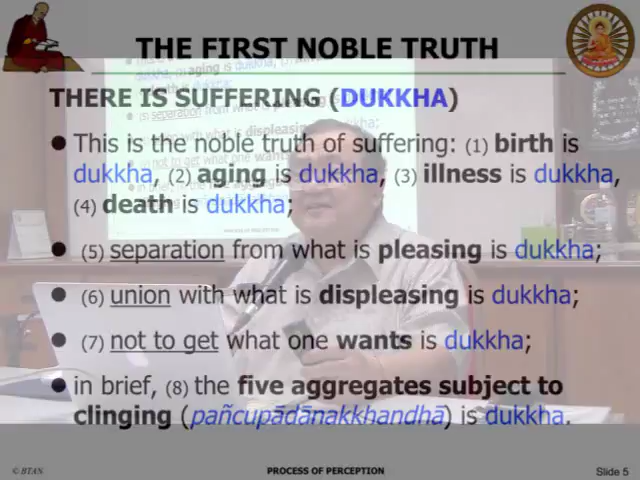 THE FIRST NOBLE TRUTH
THERE IS SUFFERING (DUKKHA)
● This is the noble truth of suffering: (1) birth is
dukkha, (2) aging is dukkha, (3) illness is dukkha,
(4) death is dukkha;
● (5) separation from what is pleasing is dukkha;
● (6) union with what is displeasing is dukkha;
● (7) not to get what one wants is dukkha;
● in brief, (8) the five aggregates subject to
clinging (pañcupādānakkhandhā) is dukkha.
© BTAN
PROCESS OF PERCEPTION
Slide 5